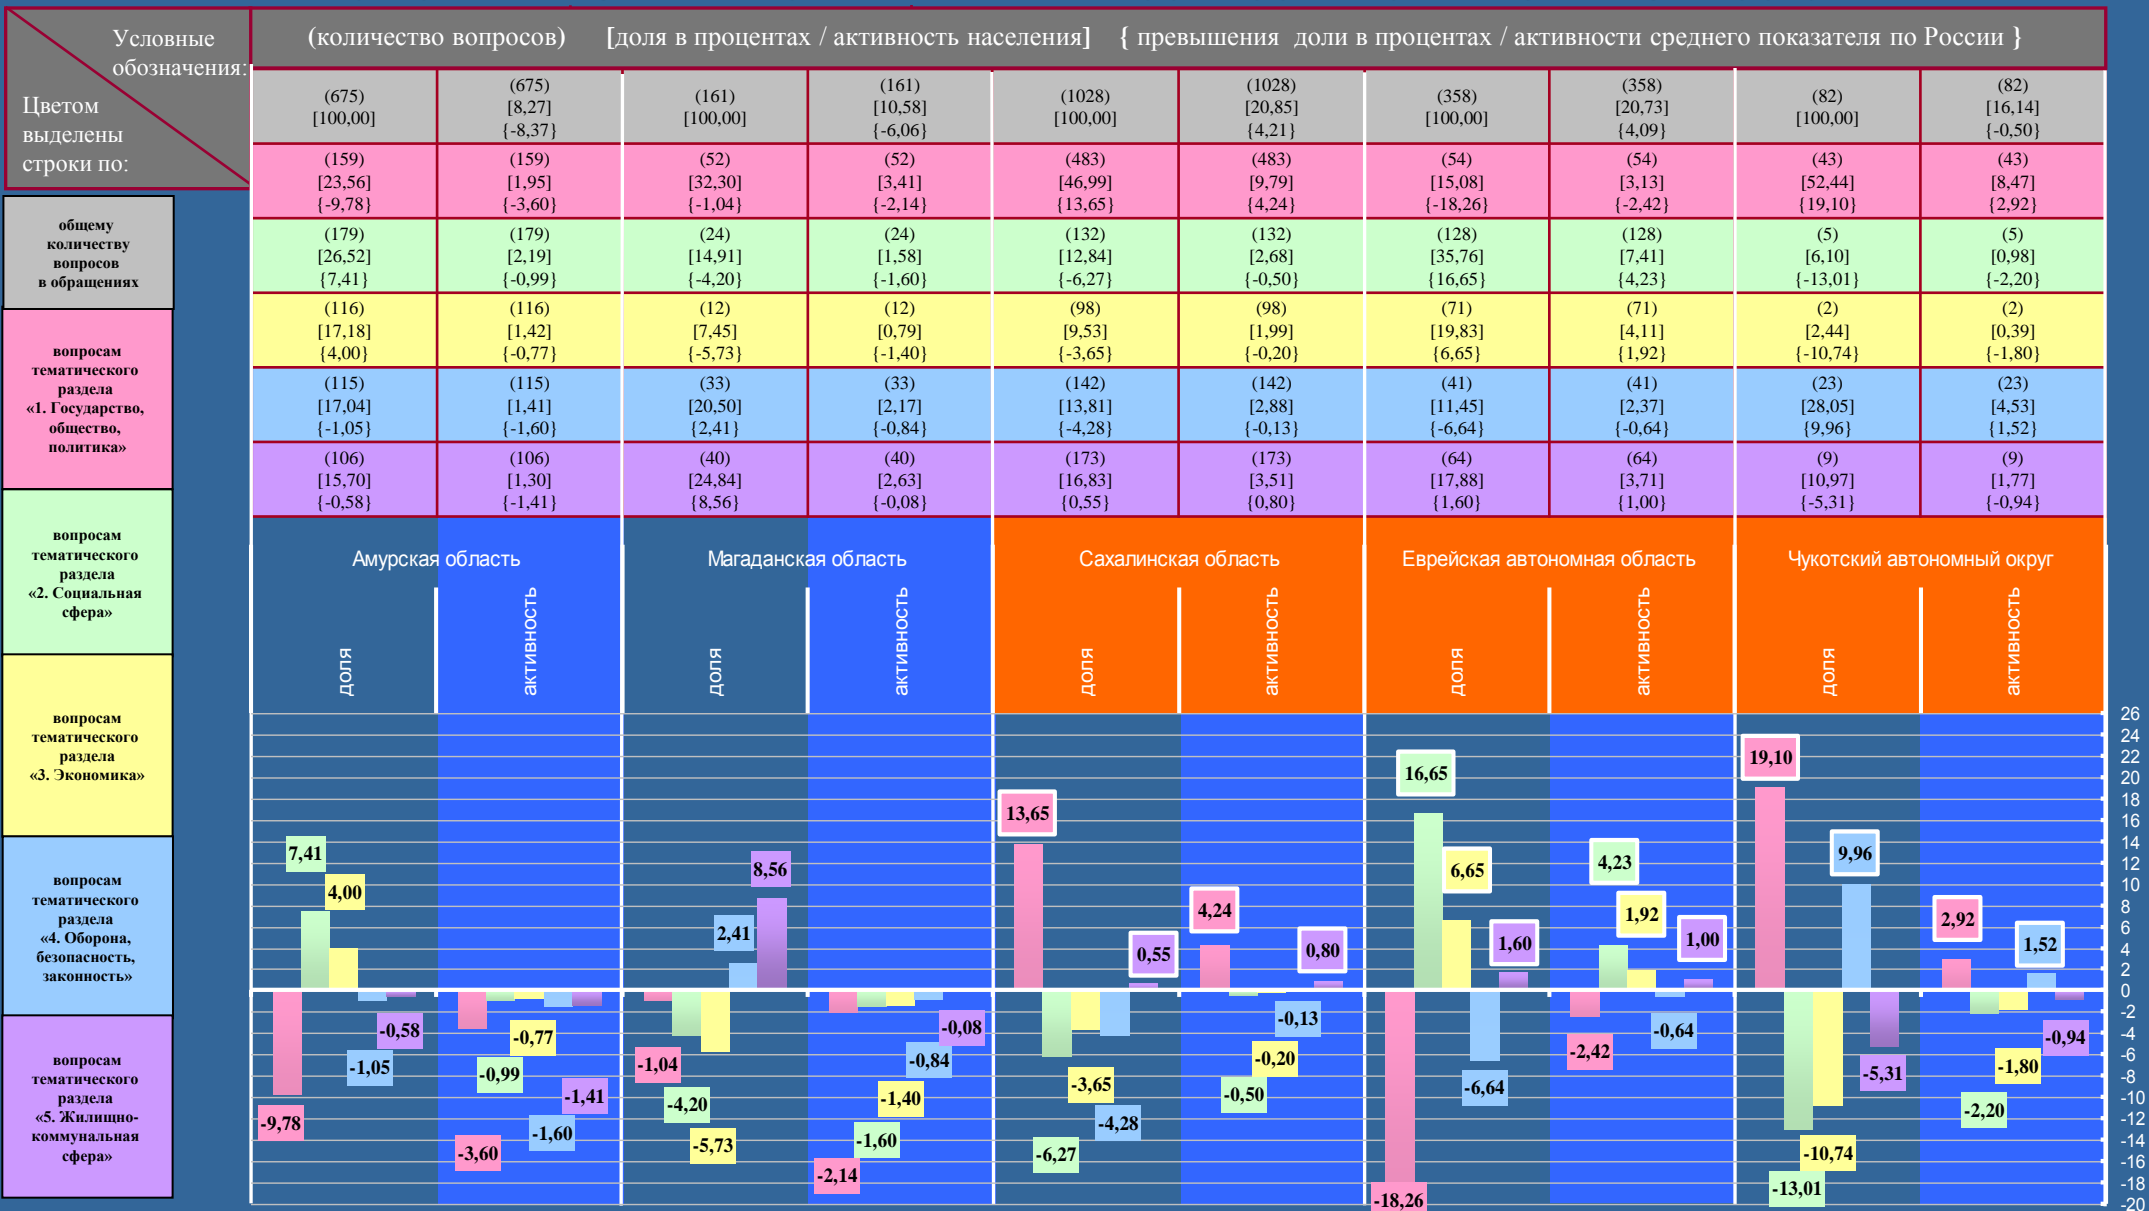 Условные
обозначения:
Цветом
выделены
строки по:
(количество вопросов) [доля в процентах / активность населения] { превышения доли в процентах / активности среднего показателя по России }
(675) (675) (161) (161) (1028) (1028) (358) (358) (82) (82)
[100,00] [8,27] [100,00] [10,58] [100,00] [20,85] [100,00] [20,73] [100,00] [16,14]
{-8,37} {-6,06} {4,21} {4,09} {-0,50}
(159) (159) (52) (52) (483) (483) (54) (54) (43) (43)
[23,56] [1,95] [32,30] [3,41] [46,99] [9,79] [15,08] [3,13] [52,44] [8,47]
{-9,78} {-3,60} {-1,04} {-2,14} {13,65} {4,24} {-18,26} {-2,42} {19,10} {2,92}
(179) (179) (24) (24) (132) (132) (128) (128) (5) (5)
[26,52] [2,19] [14,91] [1,58] [12,84] [2,68] [35,76] [7,41] [6,10] [0,98]
{7,41} {-0,99} {-4,20} {-1,60} {-6,27} {-0,50} {16,65} {4,23} {-13,01} {-2,20}
(116) (116) (12) (12) (98) (98) (71) (71) (2) (2)
[17,18] [1,42] [7,45] [0,79] [9,53] [1,99] [19,83] [4,11] [2,44] [0,39]
{4,00} {-0,77} {-5,73} {-1,40} {-3,65} {-0,20} {6,65} {1,92} {-10,74} {-1,80}
(115) (115) (33) (33) (142) (142) (41) (41) (23) (23)
[17,04] [1,41] [20,50] [2,17] [13,81] [2,88] [11,45] [2,37] [28,05] [4,53]
{-1,05} {-1,60} {2,41} {-0,84} {-4,28} {-0,13} {-6,64} {-0,64} {9,96} {1,52}
(106) (106) (40) (40) (173) (173) (64) (64) (9) (9)
[15,70] [1,30] [24,84] [2,63] [16,83] [3,51] [17,88] [3,71] [10,97] [1,77]
{-0,58} {-1,41} {8,56} {-0,08} {0,55} {0,80} {1,60} {1,00} {-5,31} {-0,94}
общему
количеству
вопросов
в обращениях
вопросам
тематического
раздела
«1. Государство,
общество,
политика»
вопросам
тематического
раздела
«2. Социальная
сфера»
вопросам
тематического
раздела
«3. Экономика»
вопросам
тематического
раздела
«4. Оборона,
безопасность,
законность»
вопросам
тематического
раздела
«5. Жилищно-
коммунальная
сфера»
Амурская область Магаданская область Сахалинская область Еврейская автономная область Чукотский автономный округ
доля активность доля активность доля активность доля активность доля активность
7,41
4,00
-9,78
-1,05
-0,58
-3,60
-0,99
-0,77
-1,60
-1,41
8,56
2,41
-1,04
-4,20
-5,73
-2,14
-1,60
-1,40
-0,84
-0,08
13,65
0,55
-6,27
-3,65
-4,28
4,24
0,80
-0,50
-0,20
-0,13
16,65
6,65
1,60
-18,26
-6,64
4,23
1,92
1,00
-2,42
-0,64
19,10
9,96
-13,01
-10,74
-5,31
2,92
1,52
-2,20
-1,80
-0,94
26
24
22
20
18
16
14
12
10
8
6
4
2
0
-2
-4
-6
-8
-10
-12
-14
-16
-18
-20